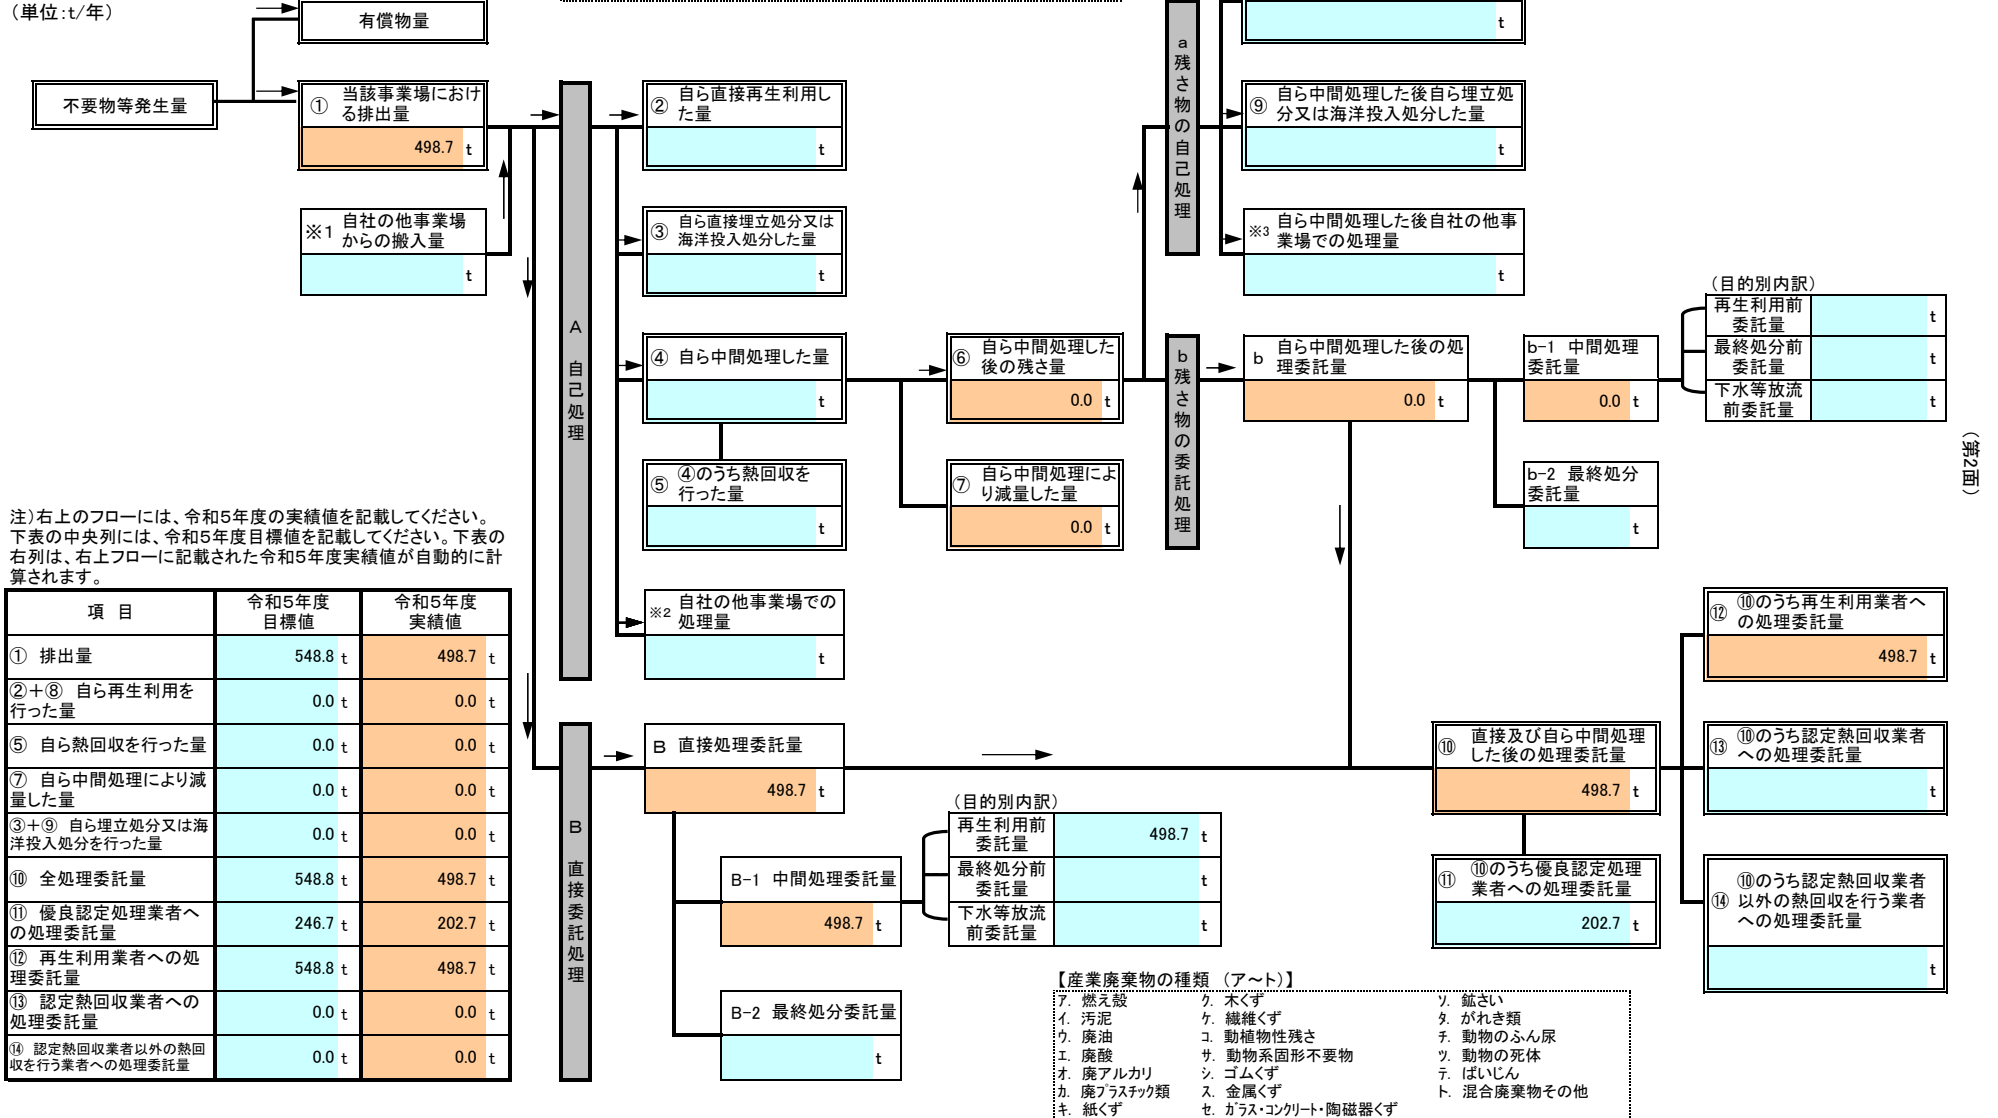 （単位：t/年）
有償物量
t
不要物等発生量
① 当該事業場におけ
る排出量
498.7 t
※1 自社の他事業場
からの搬入量
t
A 自己処理
② 自ら直接再生利用し
た量
t
③ 自ら直接埋立処分又は
海洋投入処分した量
t
④ 自ら中間処理した量
t
⑤ ④のうち熱回収を
行った量
t
※2 自社の他事業場での
処理量
t
⑥ 自ら中間処理した
後の残さ量
0.0 t
⑦ 自ら中間処理によ
り減量した量
0.0 t
a 残さ物の自己処理
⑨ 自ら中間処理した後自ら埋立処
分又は海洋投入処分した量
t
※3 自ら中間処理した後自社の他事
業場での処理量
t
b 残さ物の委託処理
b 自ら中間処理した後の処
理委託量
0.0 t
b-1 中間処理
委託量
0.0 t
b-2 最終処分
委託量
t
（目的別内訳）
再生利用前
委託量
t
最終処分前
委託量
t
下水等放流
前委託量
t
（第2面）
注）右上のフローには、令和5年度の実績値を記載してください。
下表の中央列には、令和5年度目標値を記載してください。下表の
右列は、右上フローに記載された令和5年度実績値が自動的に計
算されます。
項 目
令和5年度
目標値
令和5年度
実績値
① 排出量
548.8 t 498.7 t
②＋⑧ 自ら再生利用を
行った量
0.0 t 0.0 t
⑤ 自ら熱回収を行った量
0.0 t 0.0 t
⑦ 自ら中間処理により減
量した量
0.0 t 0.0 t
③＋⑨ 自ら埋立処分又は海
洋投入処分を行った量
0.0 t 0.0 t
⑩ 全処理委託量
548.8 t 498.7 t
⑪ 優良認定処理業者へ
の処理委託量
246.7 t 202.7 t
⑫ 再生利用業者への処
理委託量
548.8 t 498.7 t
⑬ 認定熱回収業者への
処理委託量
0.0 t 0.0 t
⑭ 認定熱回収業者以外の熱回
収を行う業者への処理委託量
0.0 t 0.0 t
B 直接委託処理
B 直接処理委託量
498.7 t
B-1 中間処理委託量
498.7 t
B-2 最終処分委託量
t
（目的別内訳）
再生利用前
委託量
498.7 t
最終処分前
委託量
t
下水等放流
前委託量
t
⑩ 直接及び自ら中間処理
した後の処理委託量
498.7 t
⑪ ⑩のうち優良認定処理
業者への処理委託量
202.7 t
⑫ ⑩のうち再生利用業者へ
の処理委託量
498.7 t
⑬ ⑩のうち認定熱回収業者
への処理委託量
t
⑭ ⑩のうち認定熱回収業者
以外の熱回収を行う業者
への処理委託量
t
【産業廃棄物の種類 （ア～ト）】
ア. 燃え殻 ク. 木くず ソ. 鉱さい
イ. 汚泥 ケ. 繊維くず タ. がれき類
ウ. 廃油 コ. 動植物性残さ チ. 動物のふん尿
エ. 廃酸 サ. 動物系固形不要物 ツ. 動物の死体
オ. 廃アルカリ シ. ゴムくず テ. ばいじん
カ. 廃プラスチック類 ス. 金属くず ト. 混合廃棄物その他
キ. 紙くず セ. ガラス・コンクリート・陶磁器くず